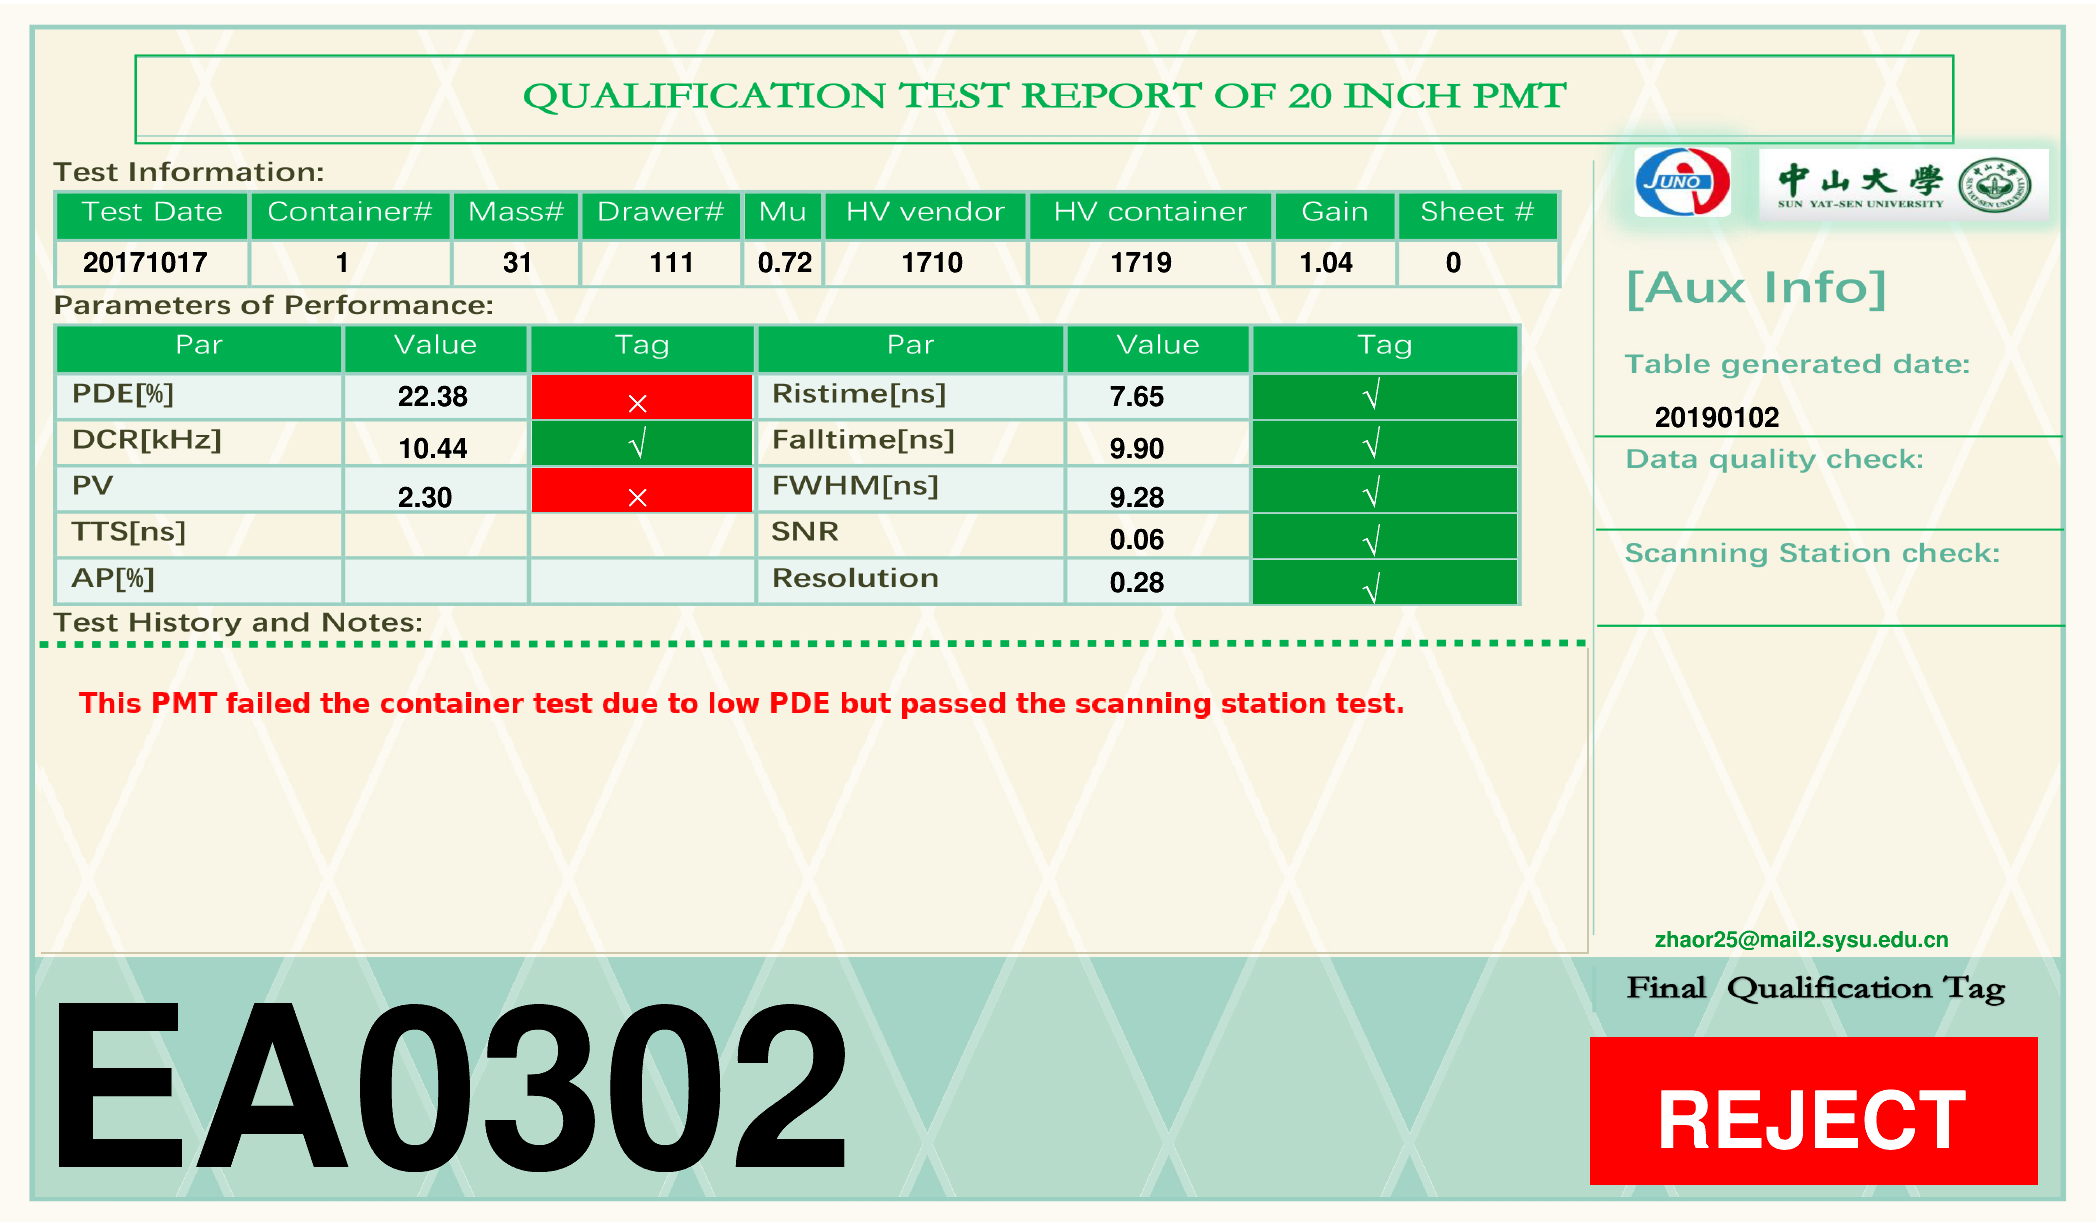 QUALIFICATION TEST REPORT OF 20 INCH PMT
JUNO
中山大學
SUN YAT-SEN UNIVERSITY
Test Information:
Test Date Container# Mass# Drawer# Mu HV vendor HV container Gain Sheet #
20171017 1 31 111 0.72 1710 1719 1.04 0
Parameters of Performance:
Par Value Tag Par Value Tag
PDE[%] 22.38 × Ristime[ns] 7.65 √
DCR[kHz] 10.44 √ Falltime[ns] 9.90 √
PV 2.30 × FWHM[ns] 9.28 √
TTS[ns] SNR 0.06 √
AP[%] Resolution 0.28 √
Test History and Notes:
This PMT failed the container test due to low PDE but passed the scanning station test.
[Aux Info]
Table generated date:
20190102
Data quality check:
Scanning Station check:
zhaor25@mail2.sysu.edu.cn
Final Qualification Tag
EA0302
REJECT